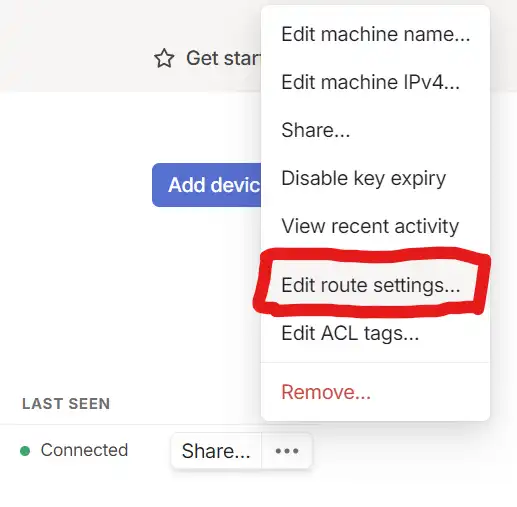 Edit machine name...
Get star
Edit machine IPv4...
Share...
Add devic
Disable key expiry
View recent activity
Edit route settings...
Edit ACL tags...
Remove...
LAST SEEN
Connected
Share...